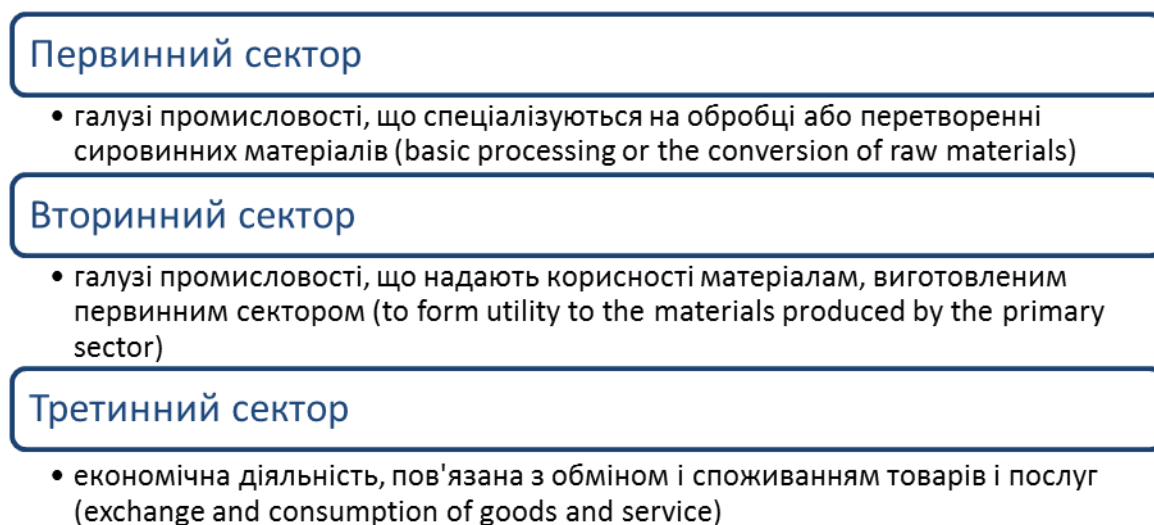 Первинний сектор
• галузі промисловості, що спеціалізуються на обробці або перетворенні
сировинних матеріалів (basic processing or the conversion of raw materials)
Вторинний сектор
• галузі промисловості, що надають корисності матеріалам, виготовленим
первинним сектором (to form utility to the materials produced by the primary
sector)
Третинний сектор
• економічна діяльність, пов'язана з обміном і споживанням товарів і послуг
(exchange and consumption of goods and service)